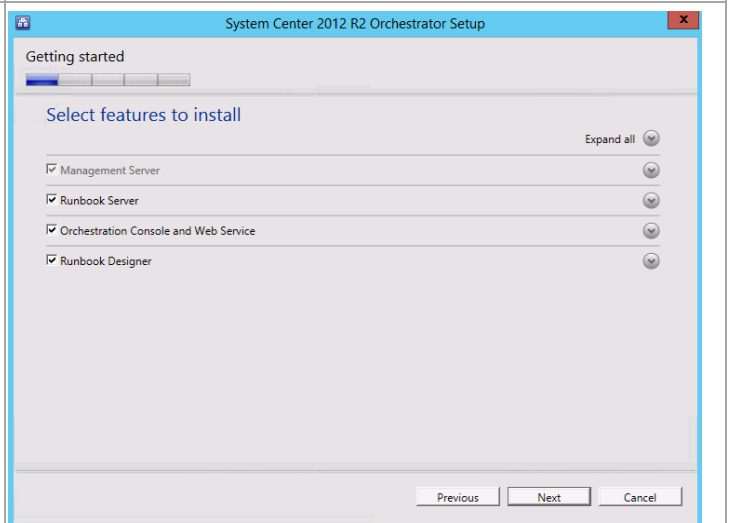 System Center 2012 R2 Orchestrator Setup
x
Getting started
Select features to install
Expand all
Management Server
Runbook Server
Orchestration Console and Web Service
Runbook Designer
Previous Next Cancel